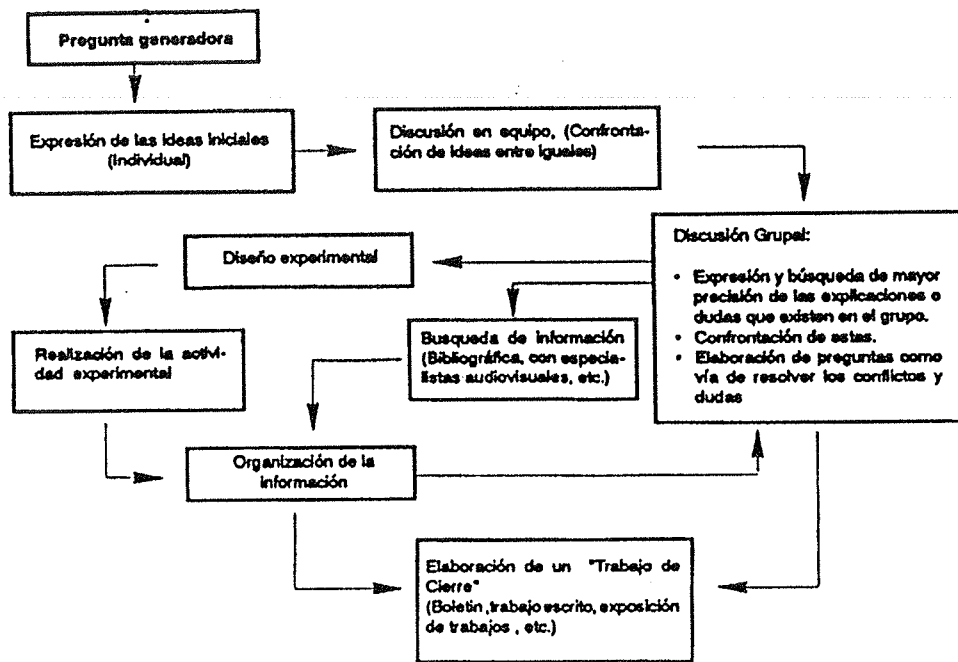 Pregunta generadora
Expresión de las ideas iniciales
(Individual)
Discusión en equipo, (Confronta-
ción de ideas entre iguales)
Discusión Grupal:
• Expresión y búsqueda de mayor
precisión de las explicaciones o
dudas que existen en el grupo.
• Confrontación de estas.
• Elaboración de preguntas como
vía de resolver los conflictos y
dudas
Diseño experimental
Busqueda de información
(Bibliográfica, con especia-
listas audiovisuales, etc.)
Realización de la activi-
dad experimental
Organización de la
información
Elaboración de un "Trabajo de
Cierre"
(Boletin ,trabajo escrito, exposición
de trabajos , etc.)